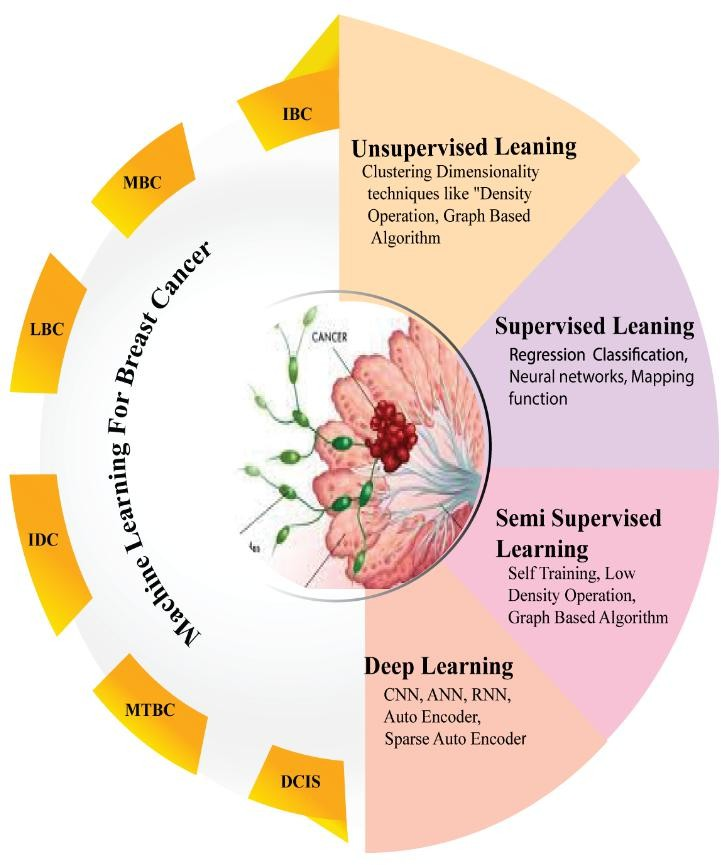 IBC
MBC
LBC
IDC
MTBC
DCIS
Machine Learning For Breast Cancer
CANCER
Unsupervised Leaning
Clustering Dimensionality
techniques like "Density
Operation, Graph Based
Algorithm
Supervised Leaning
Regression Classification,
Neural networks, Mapping
function
Semi Supervised
Learning
Self Training, Low
Density Operation,
Graph Based Algorithm
Deep Learning
CNN, ANN, RNN,
Auto Encoder,
Sparse Auto Encoder